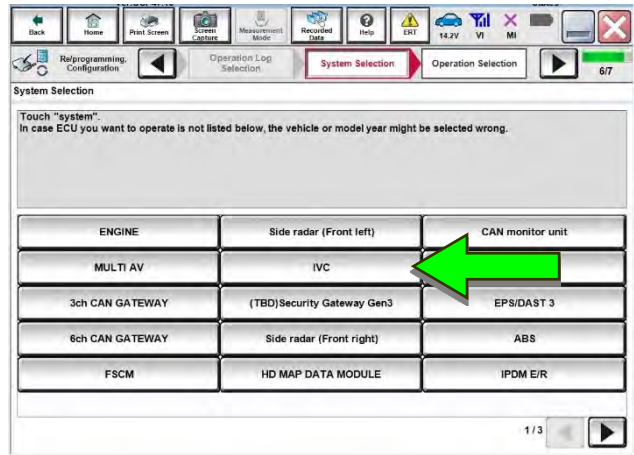 Back
Home
Print Screen
Screen Capture
Measurement Mode
Recorded Data
Help
ERT
14.2V
VI
MI
Re/programming, Configuration
Operation Log Selection
System Selection
Operation Selection
6/7
System Selection
Touch "system".
In case ECU you want to operate is not listed below, the vehicle or model year might be selected wrong.
ENGINE
Side radar (Front left)
CAN monitor unit
MULTI AV
IVC
3ch CAN GATEWAY
(TBD)Security Gateway Gen3
EPS/DAST 3
6ch CAN GATEWAY
Side radar (Front right)
ABS
FSCM
HD MAP DATA MODULE
IPDM E/R
1/3